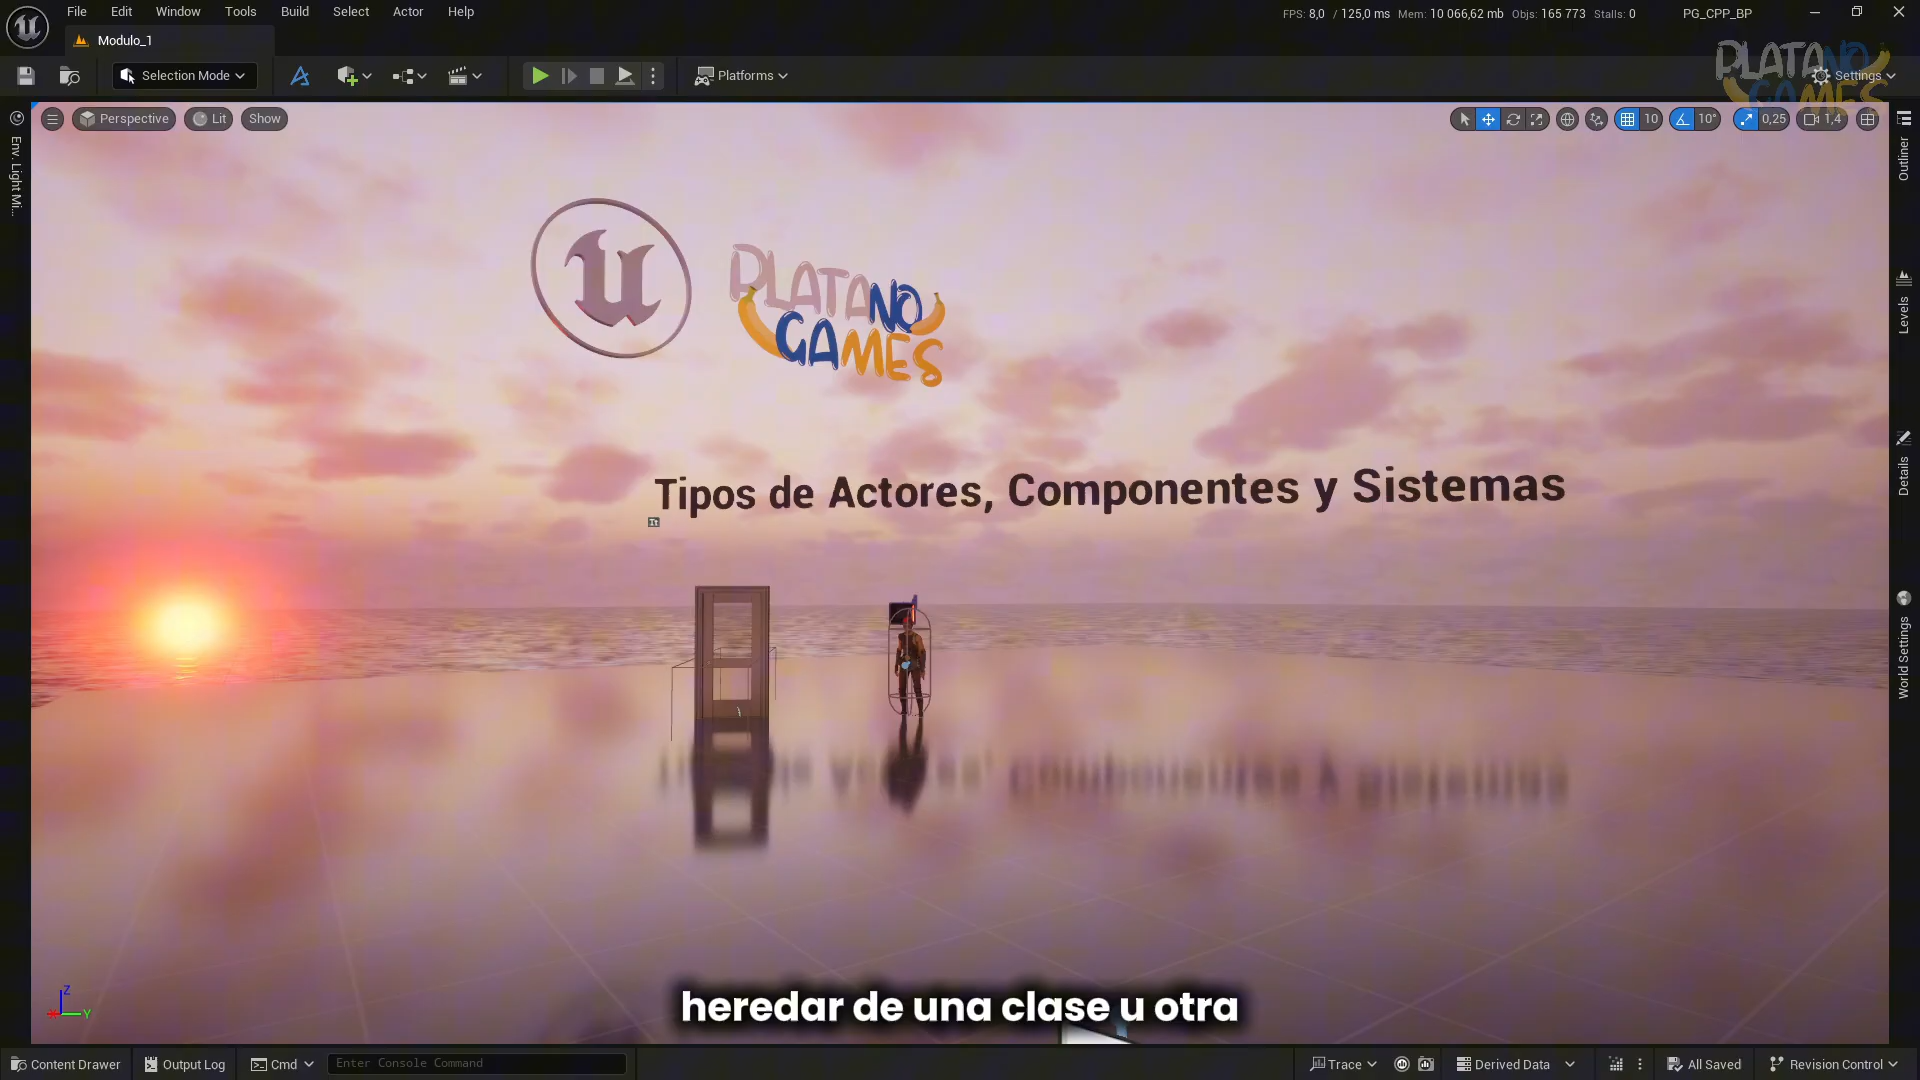 File Edit Window Tools Build Select Actor Help
FPS: 8,0 / 125,0 ms Mem: 10 066,62 mb Objs: 165 773 Stalls: 0 PG_CPP_BP
Modulo_1
Selection Mode
Platforms
Settings
PLATANO
GAMES
Perspective Lit Show
10 10° 0,25 1,4
Env. Light Mi...
Outliner
Levels
Details
World Settings
PLATANO
GAMES
Tipos de Actores, Componentes y Sistemas
heredar de una clase u otra
Z
X Y
Content Drawer Output Log Cmd Enter Console Command Trace Derived Data All Saved Revision Control